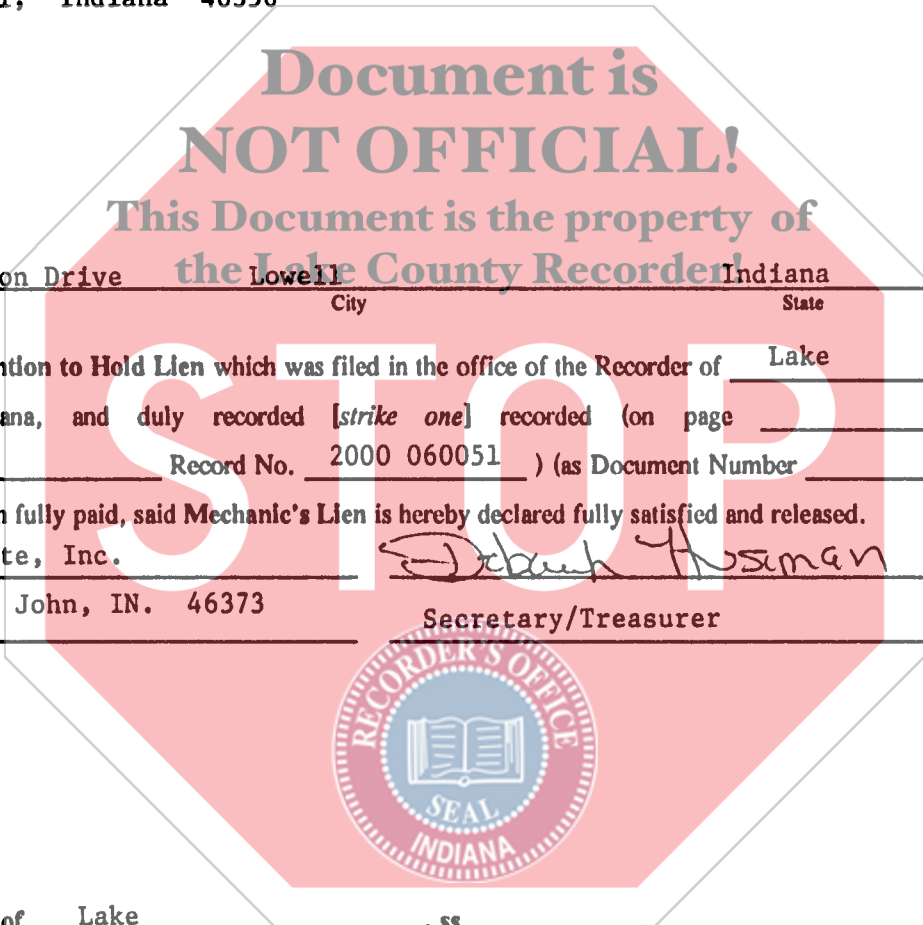 Indiana 46356
Document is
NOT OFFICIAL!
This Document is the property of
the Lake County Recorder!
on Drive Lowell Indiana
City State
ntion to Hold Lien which was filed in the office of the Recorder of Lake
ana, and duly recorded [strike one] recorded (on page
Record No. 2000 060051 ) (as Document Number
n fully paid, said Mechanic's Lien is hereby declared fully satisfied and released.
te, Inc.
John, IN. 46373 Secretary/Treasurer
STOP
RECORDER'S OFFICE
SEAL
INDIANA
of Lake , ss